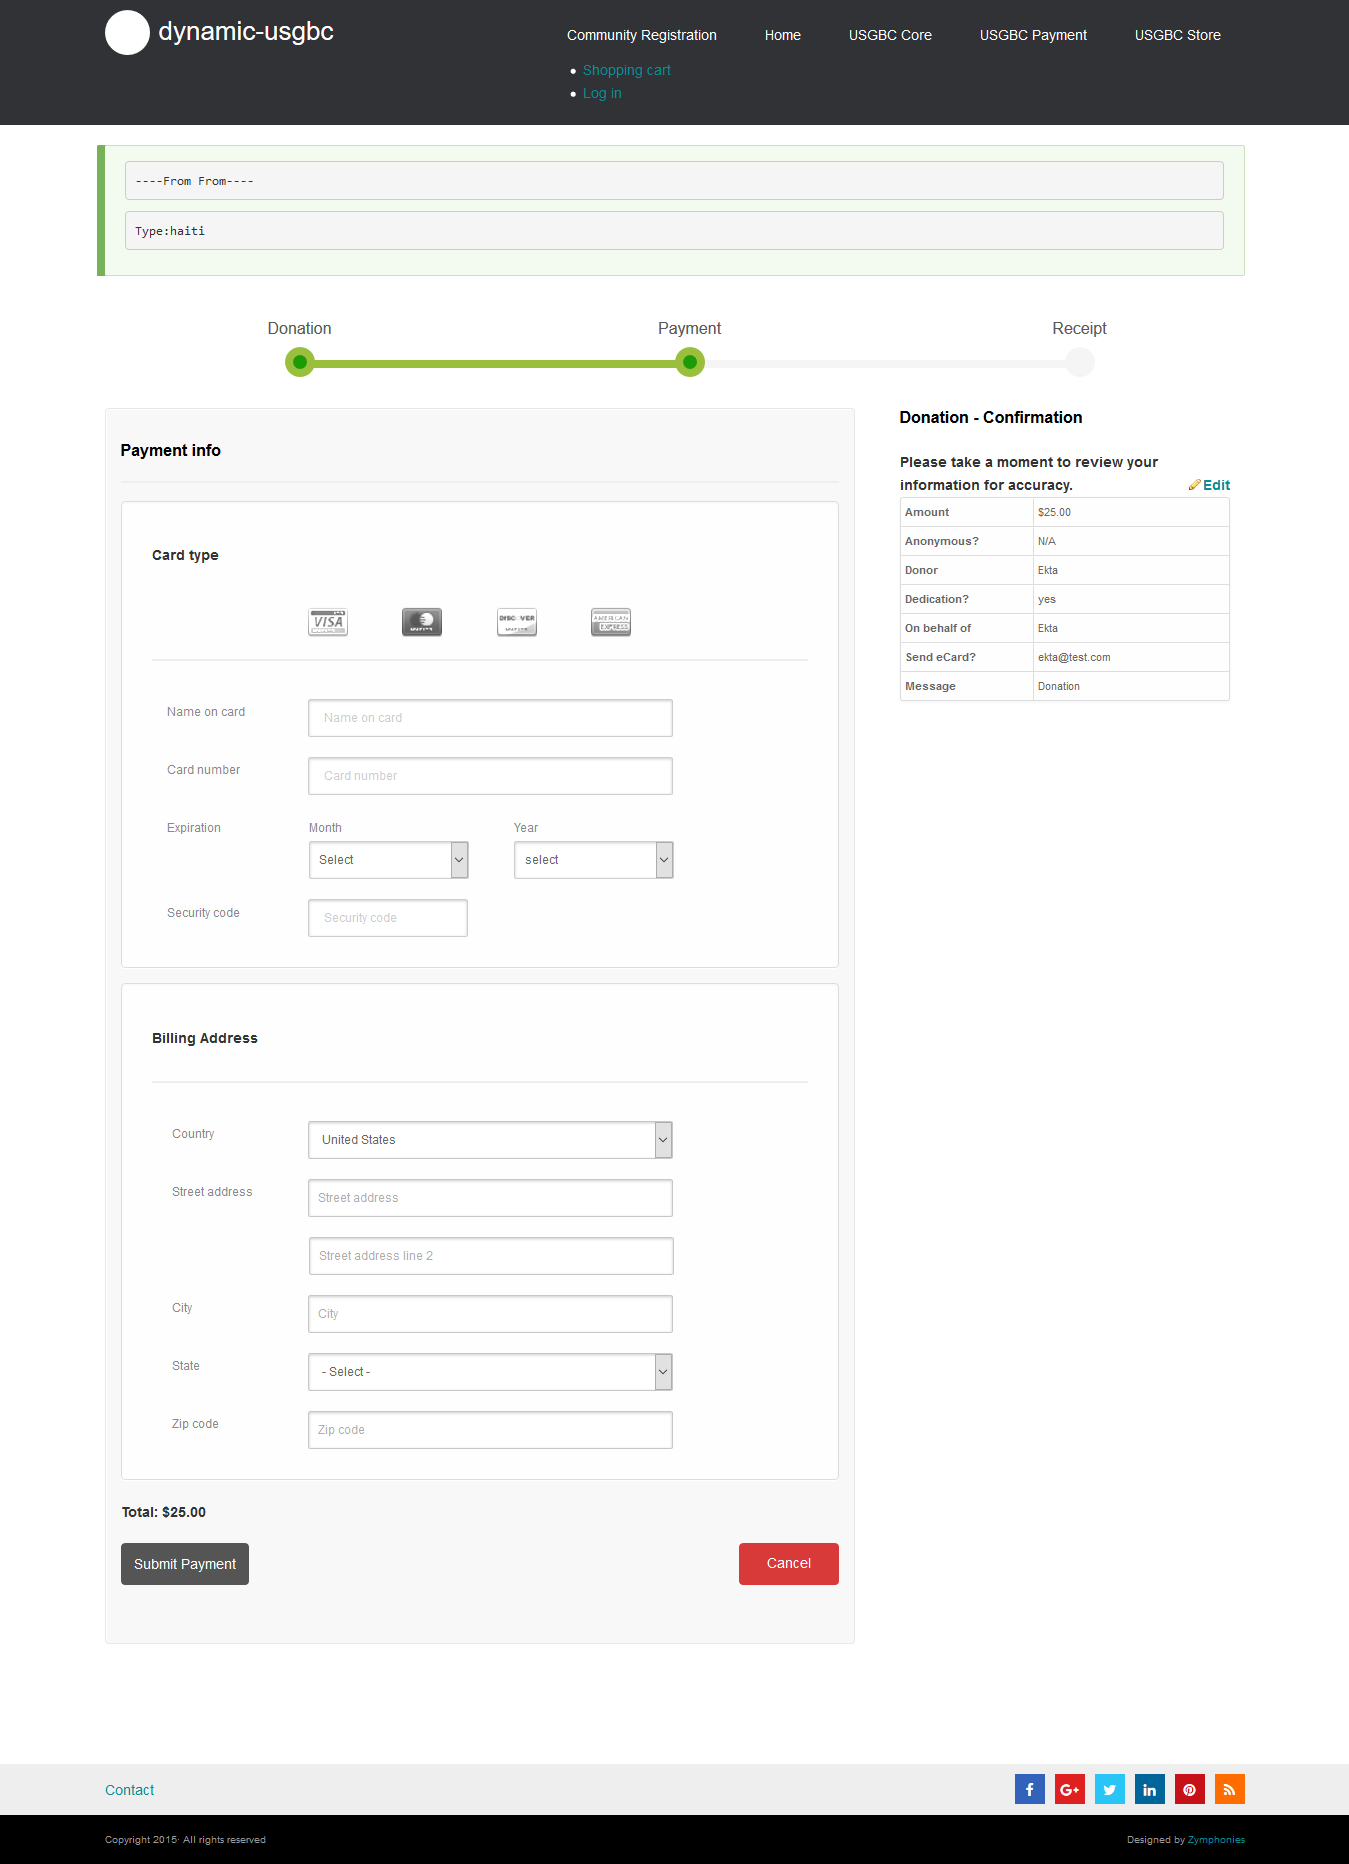 dynamic-usgbc
Community Registration Home USGBC Core USGBC Payment USGBC Store
Shopping cart
Log in
----From From----
Type:haiti
Donation Payment Receipt
Payment info
Card type
VISA DISCOVER AMERICAN EXPRESS
Name on card Name on card
Card number Card number
Expiration Month Year
Select select
Security code Security code
Billing Address
Country United States
Street address Street address
Street address line 2
City City
State - Select -
Zip code Zip code
Total: $25.00
Submit Payment Cancel
Donation - Confirmation
Please take a moment to review your
information for accuracy. Edit
Amount $25.00
Anonymous? N/A
Donor Ekta
Dedication? yes
On behalf of Ekta
Send eCard? ekta@test.com
Message Donation
Contact
f G+ in
Copyright 2015· All rights reserved Designed by Zymphonies